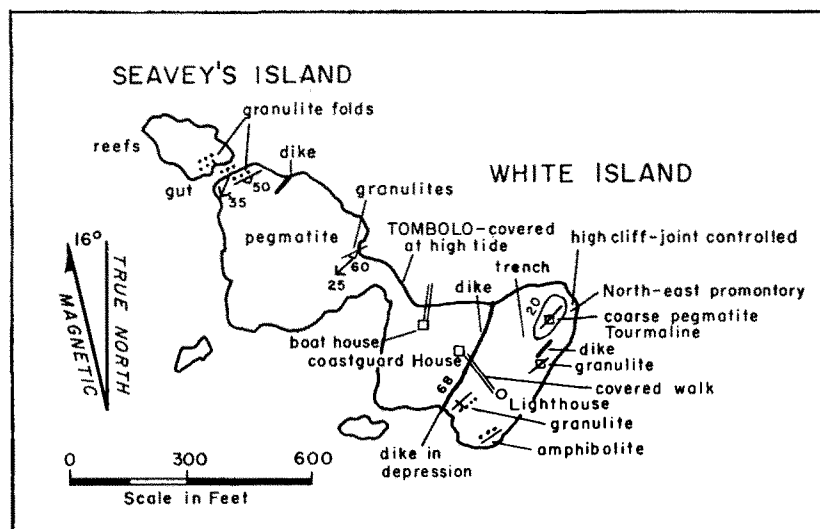 SEAVEY'S ISLAND
granulite folds
reefs
dike
gut
50
35
WHITE ISLAND
granulites
TOMBOLO-covered
at high tide
high cliff-joint controlled
pegmatite
60
25
trench
dike
20
North-east promontory
coarse pegmatite
Tourmaline
16°
MAGNETIC
TRUE NORTH
boat house
coastguard House
dike
granulite
covered walk
68
Lighthouse
granulite
amphibolite
dike in
depression
0 300 600
Scale in Feet